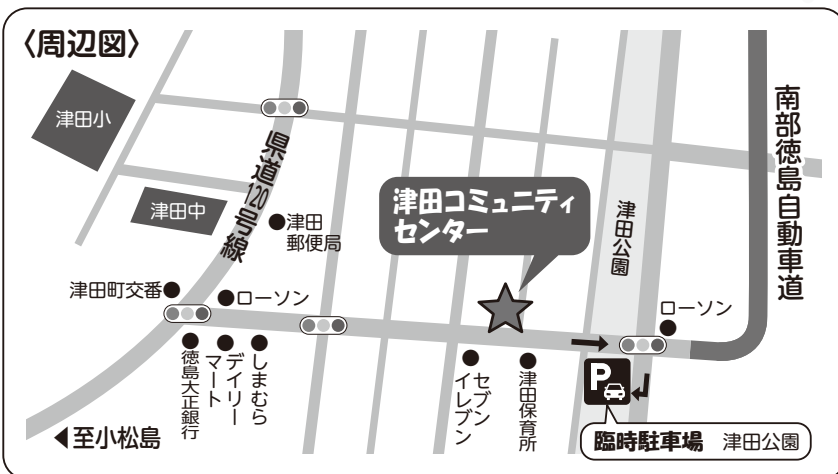 〈周辺図〉
津田小
津田中
県道120号線
津田
郵便局
津田町交番
ローソン
徳島大正銀行
デイリー
マート
しまむら
津田コミュニティ
センター
セブン
イレブン
津田保育所
津田公園
ローソン
南部徳島自動車道
P
臨時駐車場 津田公園
◀至小松島